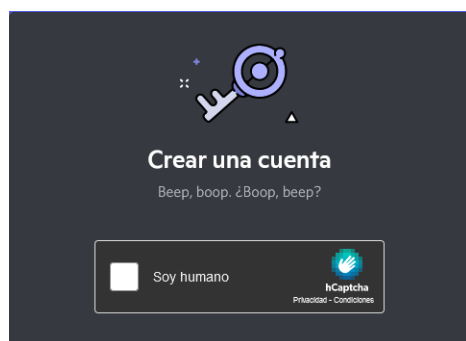 Crear una cuenta
Beep, boop. ¿Boop, beep?
Soy humano
hCaptcha
Privacidad - Condiciones